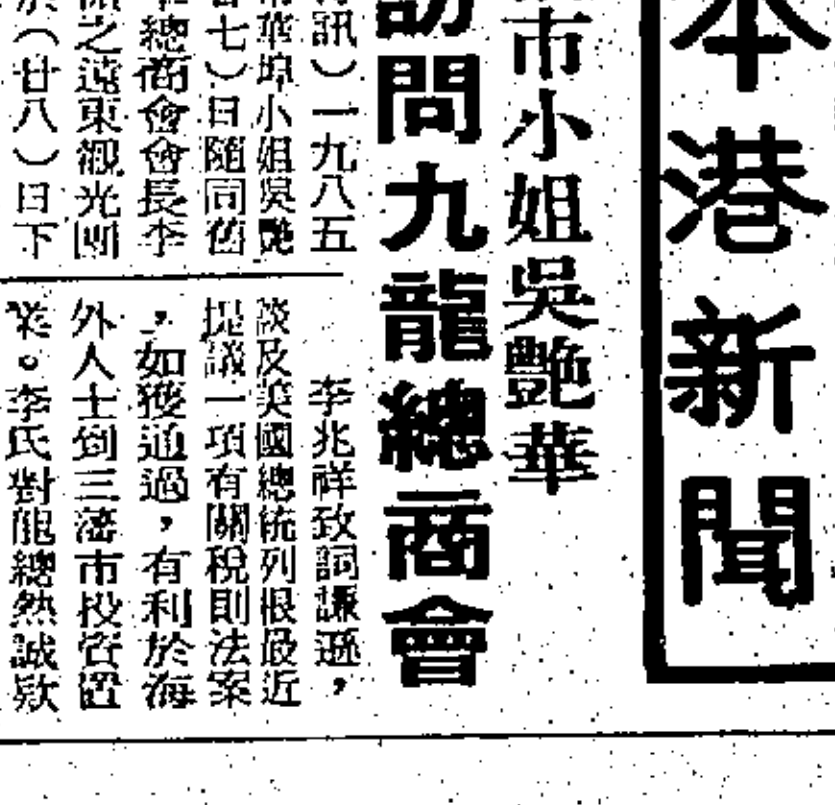 本港新聞
市小姐吳艷華
訪問九龍總商會
訊）一九八五
華埠小姐吳艷
七）日隨同舊
總商會會長李
之遠東觀光團
（廿八）日下
李兆祥致詞謙遜，
談及美國總統列根最近
提議一項有關稅則法案
，如獲通過，有利於海
外人士到三藩市投資置
業。李氏對龍總熱誠欵